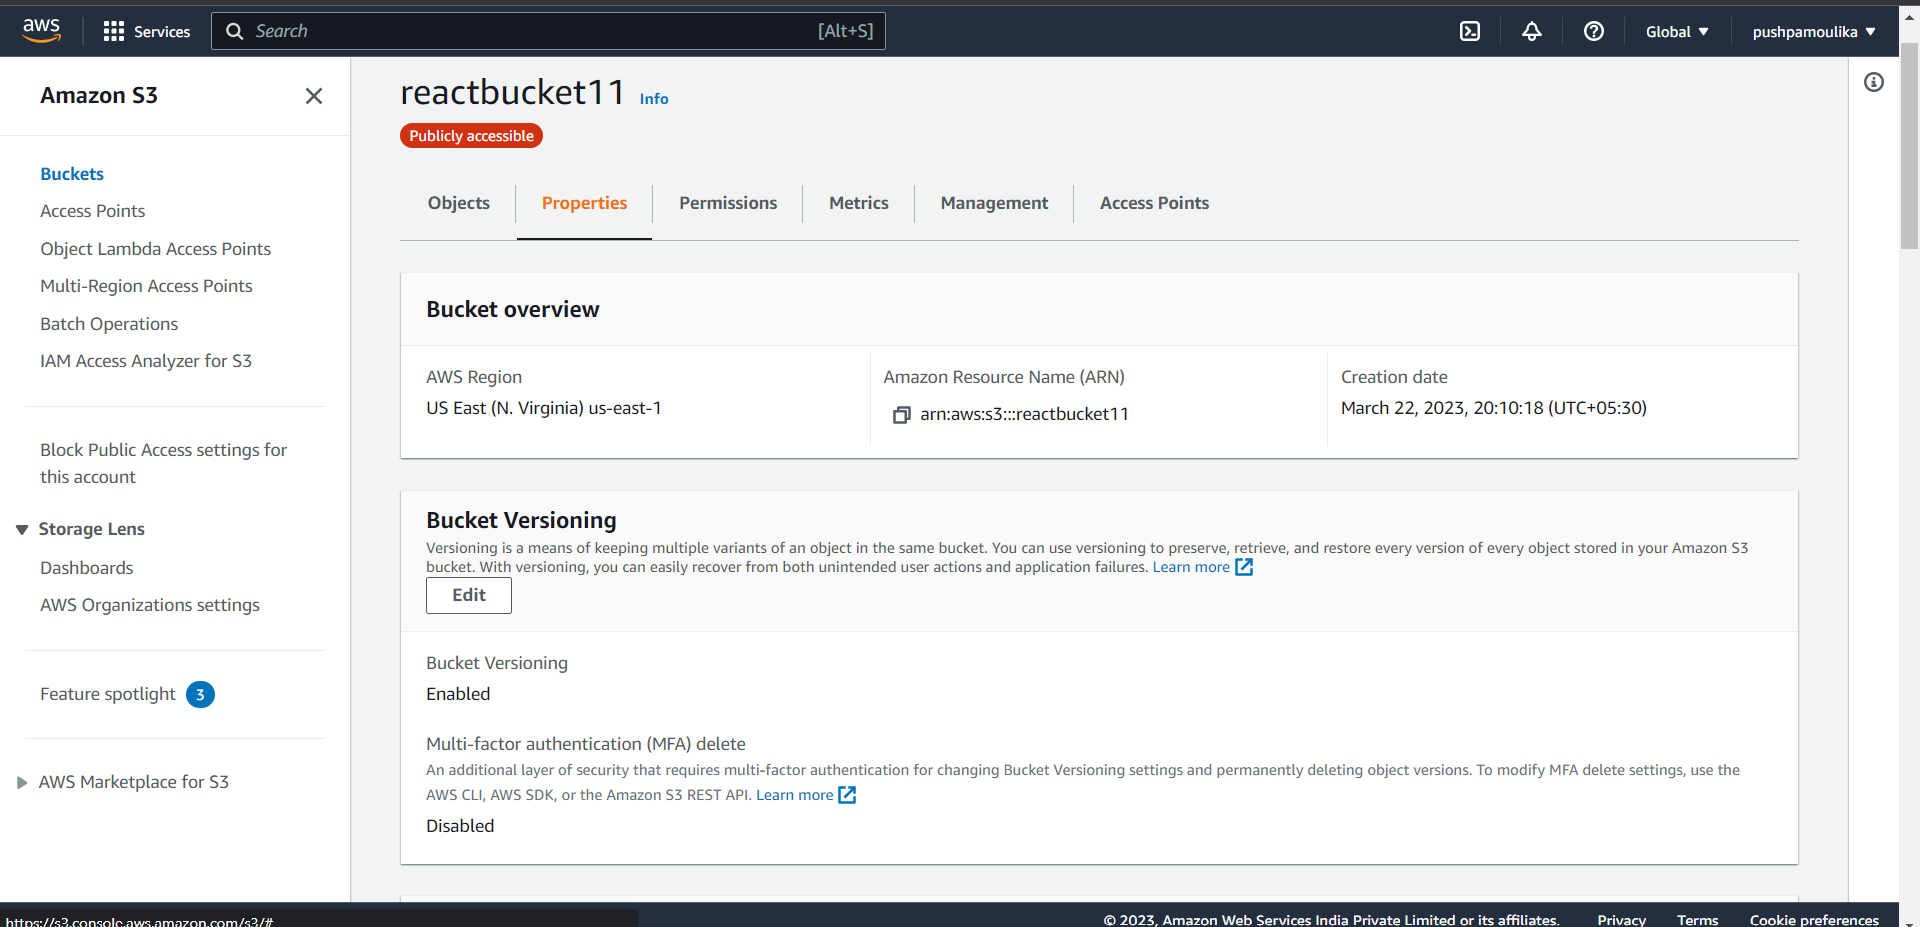 aws
Services
Search
[Alt+S]
Global
pushpamoulika
Amazon S3
Buckets
Access Points
Object Lambda Access Points
Multi-Region Access Points
Batch Operations
IAM Access Analyzer for S3
Block Public Access settings for
this account
Storage Lens
Dashboards
AWS Organizations settings
Feature spotlight 3
AWS Marketplace for S3
reactbucket11 Info
Publicly accessible
Objects
Properties
Permissions
Metrics
Management
Access Points
Bucket overview
AWS Region
US East (N. Virginia) us-east-1
Amazon Resource Name (ARN)
arn:aws:s3:::reactbucket11
Creation date
March 22, 2023, 20:10:18 (UTC+05:30)
Bucket Versioning
Versioning is a means of keeping multiple variants of an object in the same bucket. You can use versioning to preserve, retrieve, and restore every version of every object stored in your Amazon S3
bucket. With versioning, you can easily recover from both unintended user actions and application failures. Learn more
Edit
Bucket Versioning
Enabled
Multi-factor authentication (MFA) delete
An additional layer of security that requires multi-factor authentication for changing Bucket Versioning settings and permanently deleting object versions. To modify MFA delete settings, use the
AWS CLI, AWS SDK, or the Amazon S3 REST API. Learn more
Disabled
https://s3.console.aws.amazon.com/s3/#
© 2023, Amazon Web Services India Private Limited or its affiliates.
Privacy
Terms
Cookie preferences